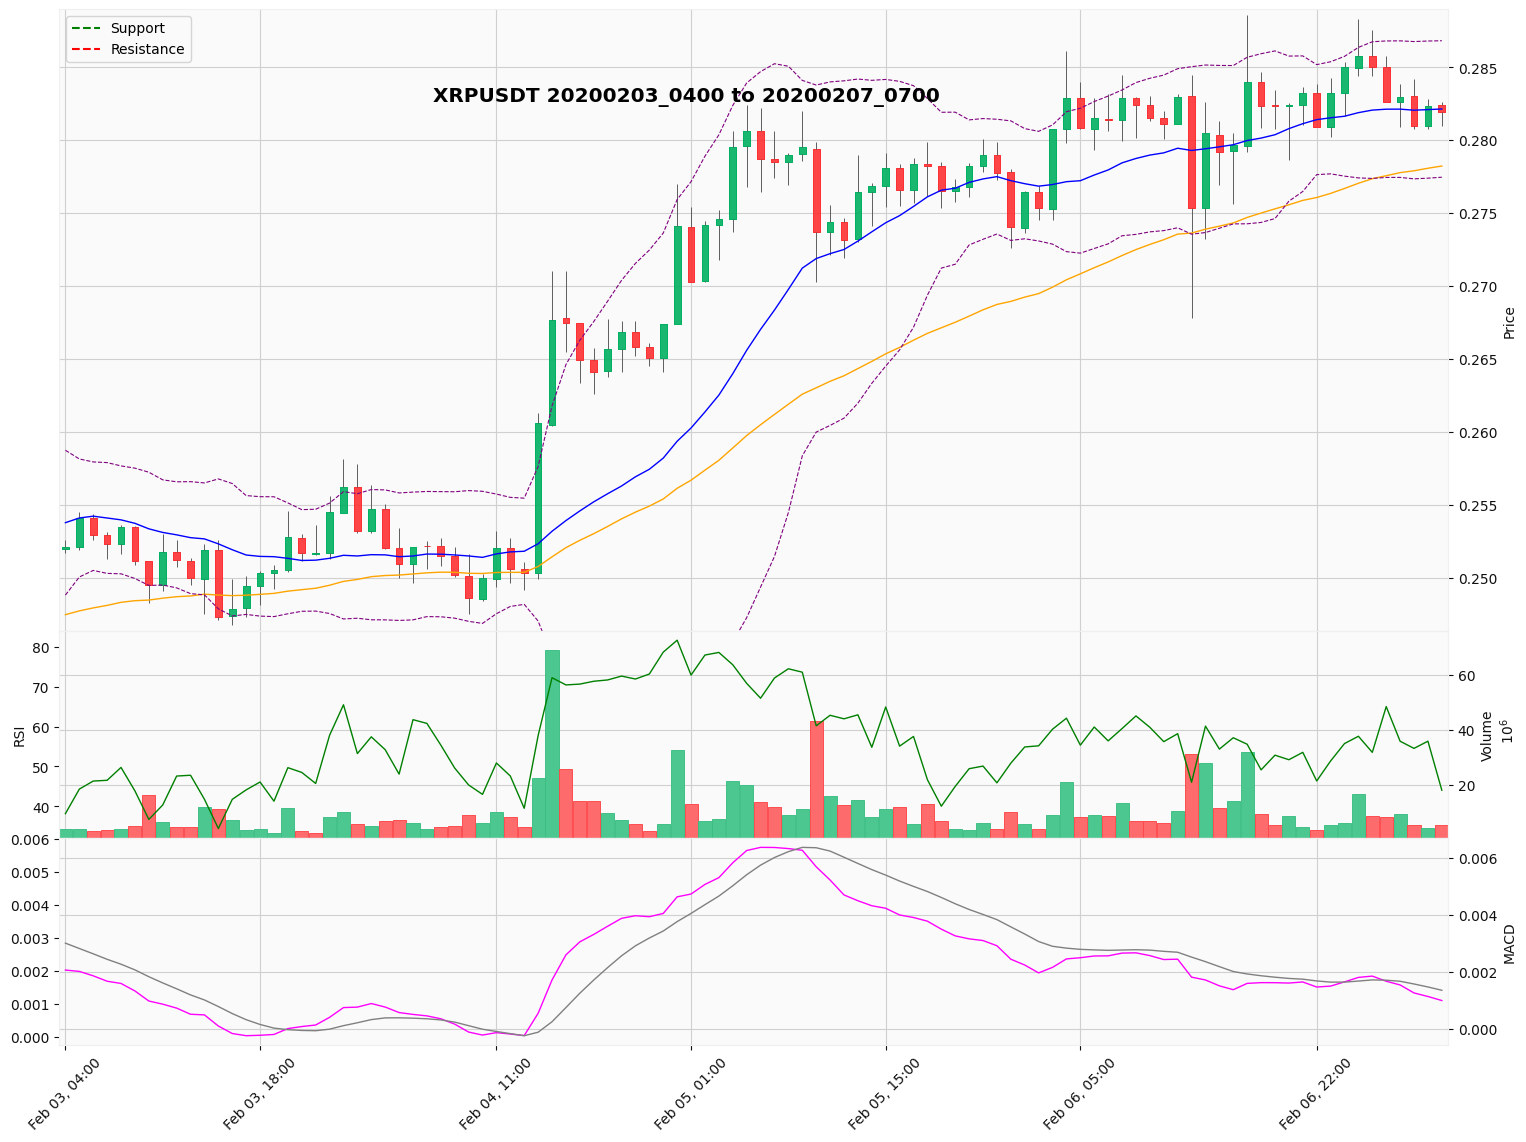 Support
Resistance
XRPUSDT 20200203_0400 to 20200207_0700
0.285
0.280
0.275
0.270
0.265
0.260
0.255
0.250
Price
80
70
60
50
40
RSI
60
40
20
Volume
10^6
0.006
0.005
0.004
0.003
0.002
0.001
0.000
0.006
0.004
0.002
0.000
MACD
Feb 03, 04:00
Feb 03, 18:00
Feb 04, 11:00
Feb 05, 01:00
Feb 05, 15:00
Feb 06, 05:00
Feb 06, 22:00